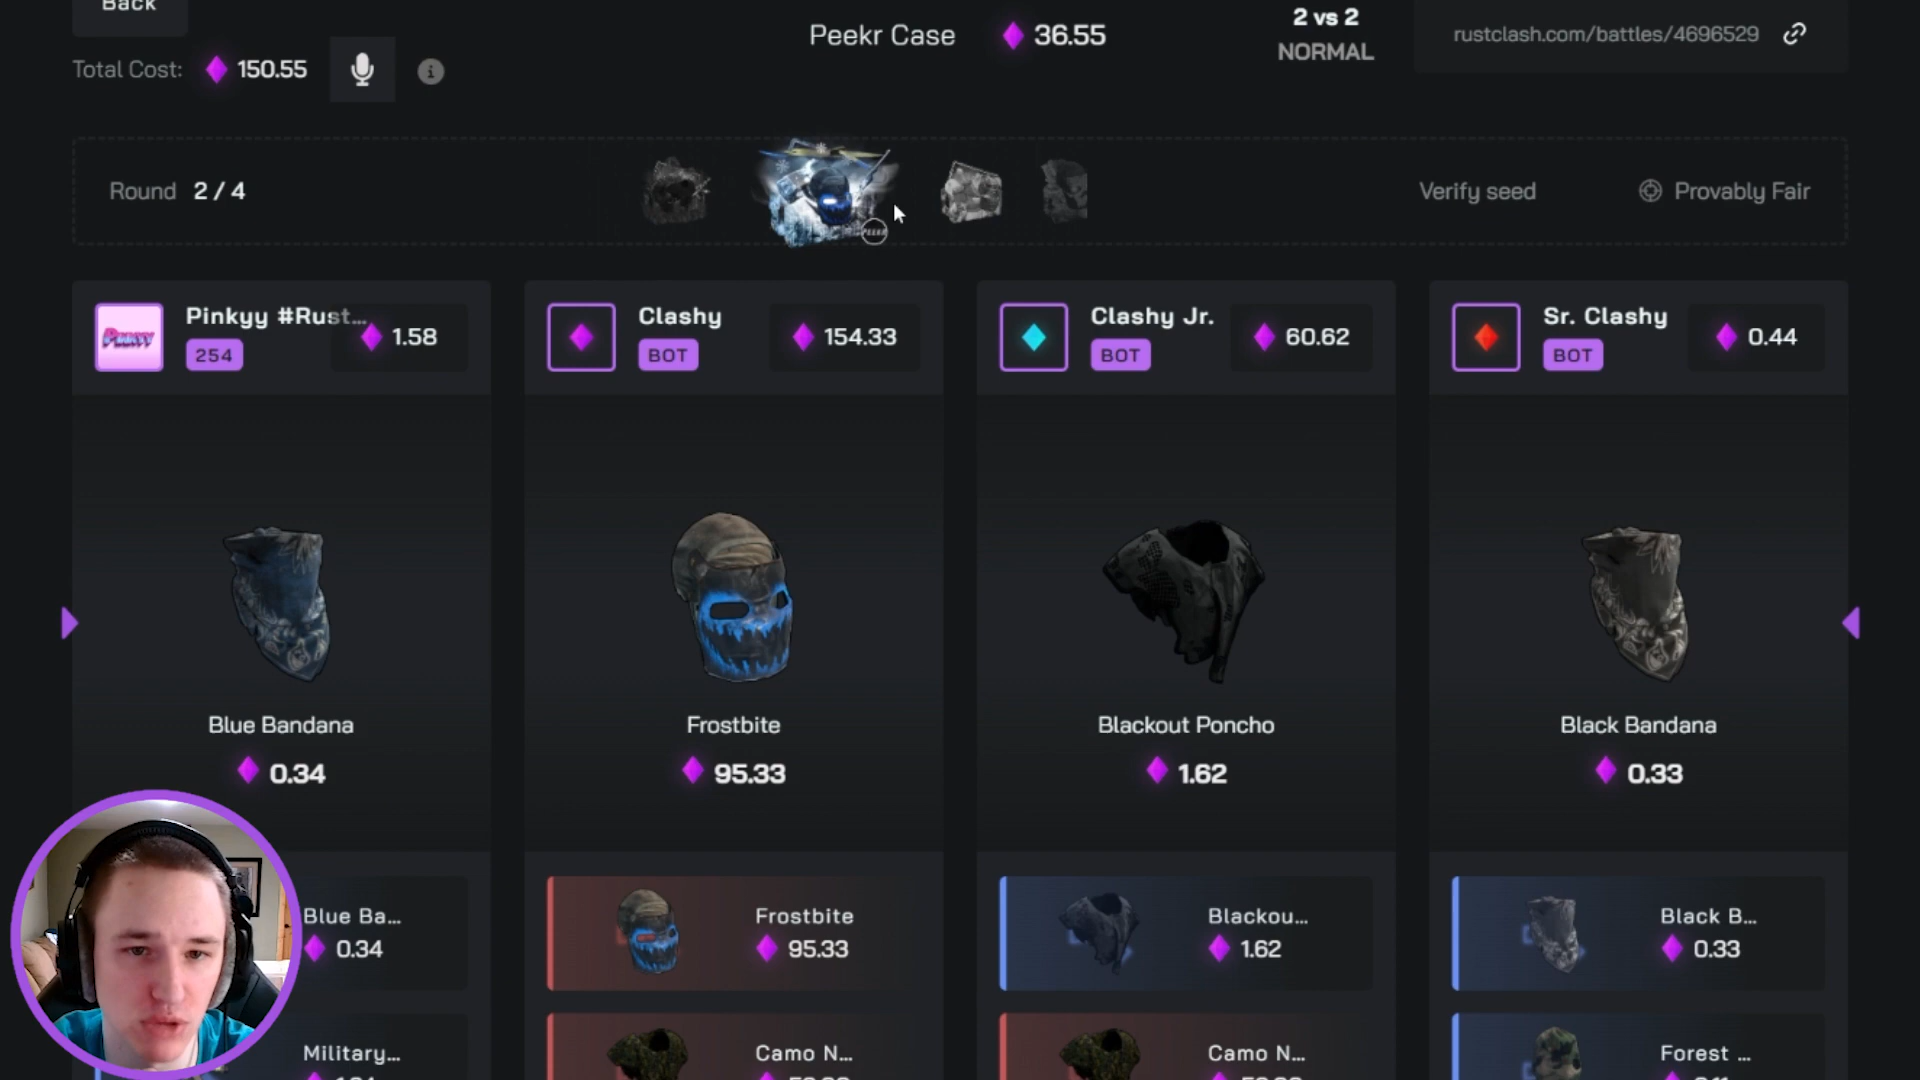 Back
Total Cost: 150.55
Peekr Case 36.55
2 vs 2
NORMAL
rustclash.com/battles/4696529
Round 2 / 4
Verify seed
Provably Fair
Pinkyy #Rust...
254
1.58
Clashy
BOT
154.33
Clashy Jr.
BOT
60.62
Sr. Clashy
BOT
0.44
PINKYY
Blue Bandana
0.34
Frostbite
95.33
Blackout Poncho
1.62
Black Bandana
0.33
Blue Ba...
0.34
Frostbite
95.33
Blackou...
1.62
Black B...
0.33
Military...
Camo N...
Camo N...
Forest ...